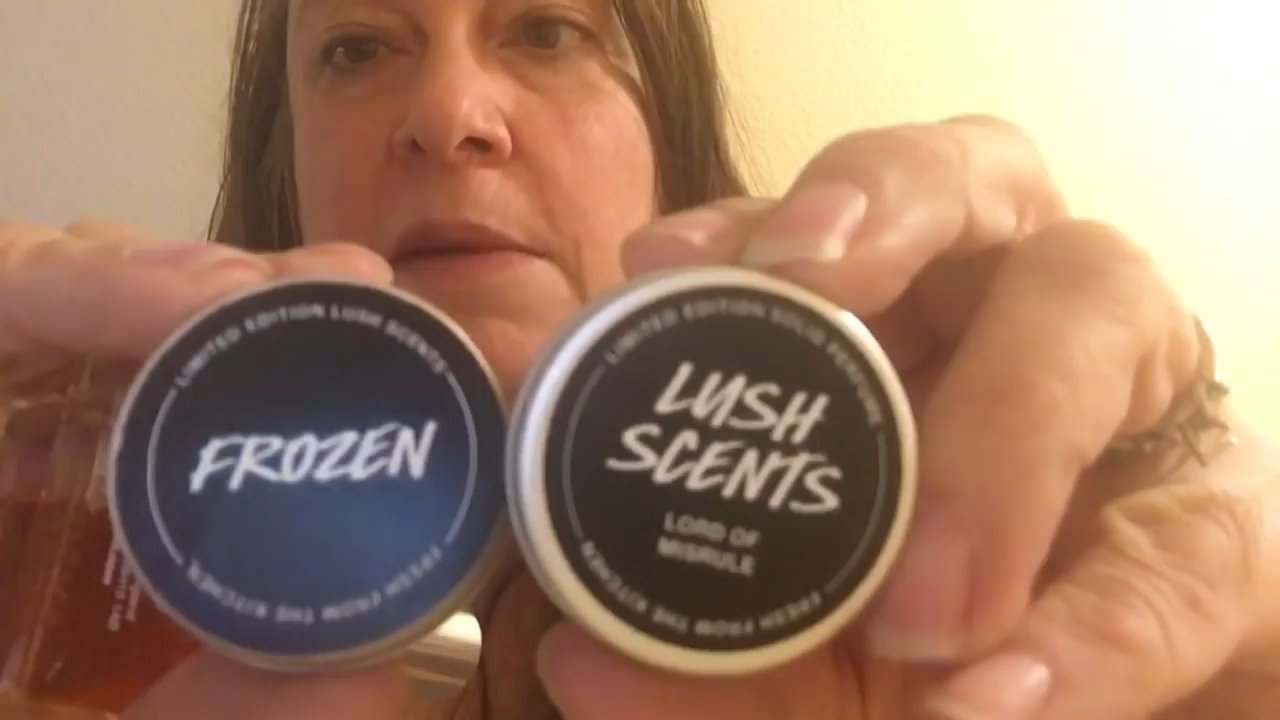 LIMITED EDITION LUSH SCENTS
FROZEN
FRESH FROM THE KITCHEN
LIMITED EDITION SOLID PERFUME
LUSH
SCENTS
LORD OF
MISRULE
FRESH FROM THE KITCHEN